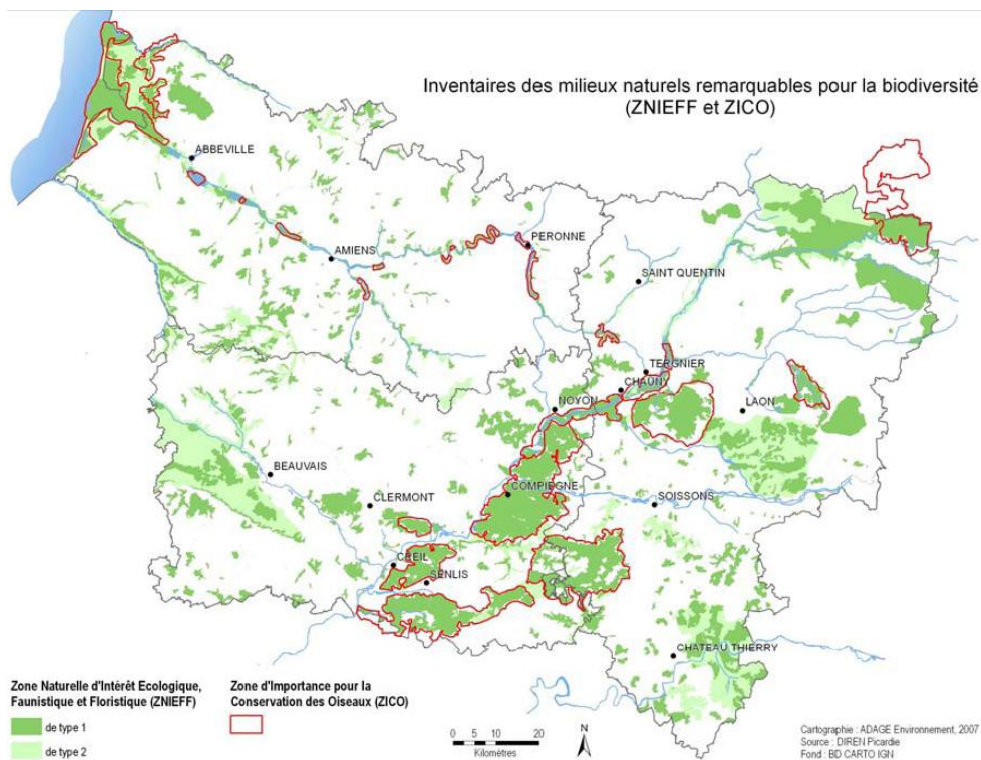 Inventaires des milieux naturels remarquables pour la biodiversité
(ZNIEFF et ZICO)
ABBEVILLE
AMIENS
PERONNE
SAINT QUENTIN
TERGNIER
CHAUNY
NOYON
LAON
BEAUVAIS
CLERMONT
COMPIEGNE
SOISSONS
CREIL
SENLIS
CHATEAU THIERRY
Zone Naturelle d'Intérêt Ecologique,
Faunistique et Floristique (ZNIEFF)
de type 1
de type 2
Zone d'Importance pour la
Conservation des Oiseaux (ZICO)
0 5 10 20
Kilomètres
N
Cartographie : ADAGE Environnement, 2007
Source : DIREN Picardie
Fond : BD CARTO IGN